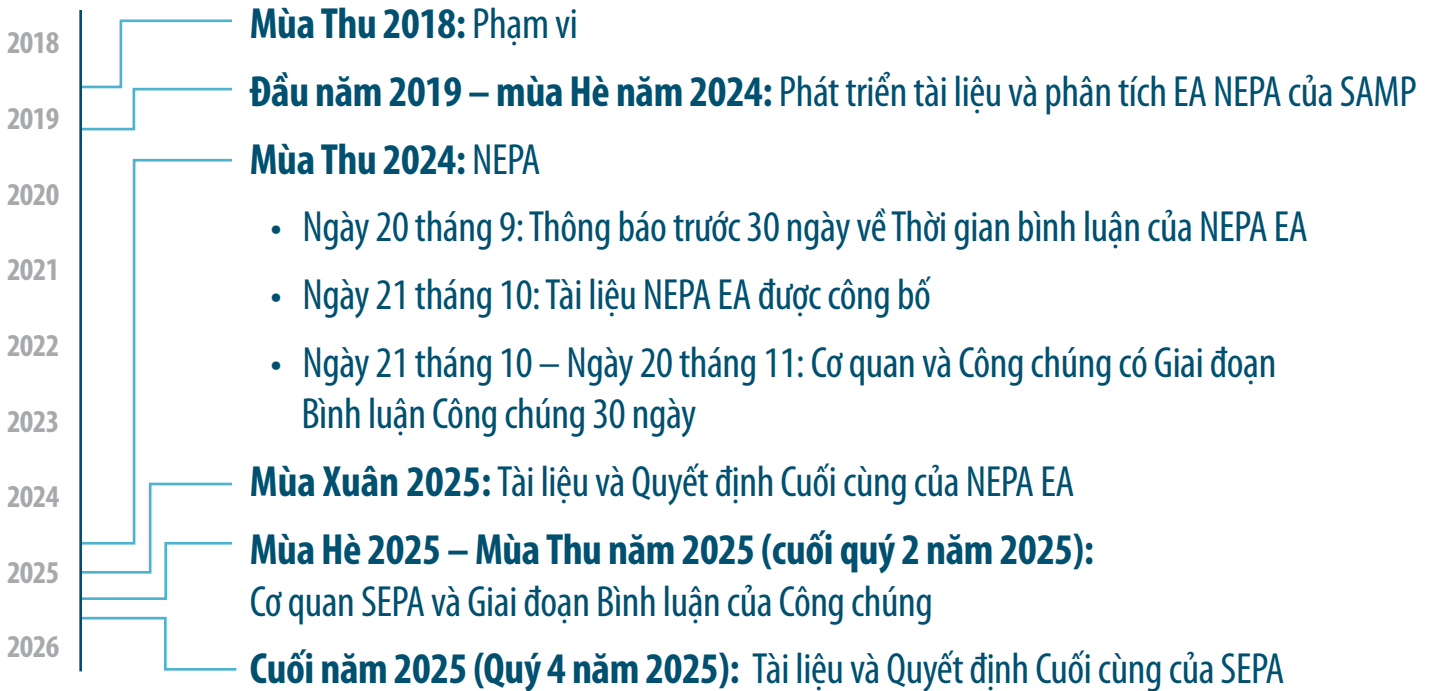 2018
2019
2020
2021
2022
2023
2024
2025
2026
Mùa Thu 2018: Phạm vi
Đầu năm 2019 – mùa Hè năm 2024: Phát triển tài liệu và phân tích EA NEPA của SAMP
Mùa Thu 2024: NEPA
• Ngày 20 tháng 9: Thông báo trước 30 ngày về Thời gian bình luận của NEPA EA
• Ngày 21 tháng 10: Tài liệu NEPA EA được công bố
• Ngày 21 tháng 10 – Ngày 20 tháng 11: Cơ quan và Công chúng có Giai đoạn
Bình luận Công chúng 30 ngày
Mùa Xuân 2025: Tài liệu và Quyết định Cuối cùng của NEPA EA
Mùa Hè 2025 – Mùa Thu năm 2025 (cuối quý 2 năm 2025):
Cơ quan SEPA và Giai đoạn Bình luận của Công chúng
Cuối năm 2025 (Quý 4 năm 2025): Tài liệu và Quyết định Cuối cùng của SEPA